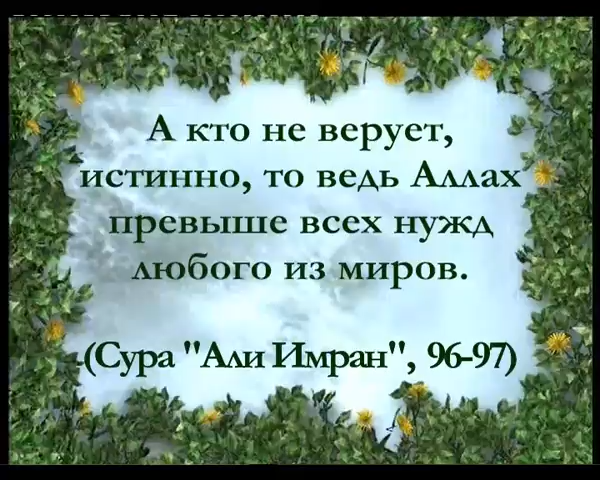 А кто не верует,
истинно, то ведь Аллах
превыше всех нужд
любого из миров.
(Сура "Али Имран", 96-97)